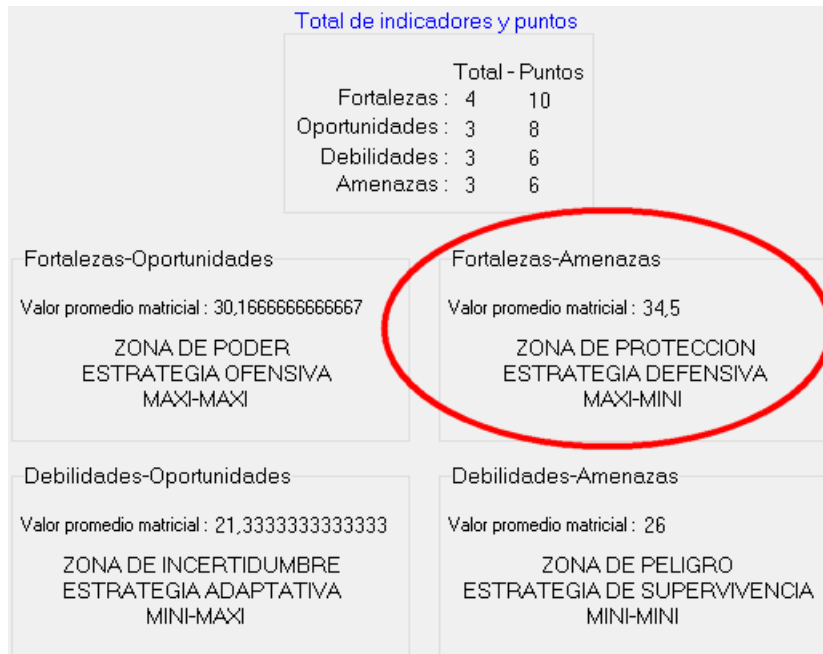 Total de indicadores y puntos
Total - Puntos
Fortalezas : 4 10
Oportunidades : 3 8
Debilidades : 3 6
Amenazas : 3 6
Fortalezas-Oportunidades
Valor promedio matricial : 30,1666666666667
ZONA DE PODER
ESTRATEGIA OFENSIVA
MAXI-MAXI
Fortalezas-Amenazas
Valor promedio matricial : 34,5
ZONA DE PROTECCION
ESTRATEGIA DEFENSIVA
MAXI-MINI
Debilidades-Oportunidades
Valor promedio matricial : 21,3333333333333
ZONA DE INCERTIDUMBRE
ESTRATEGIA ADAPTATIVA
MINI-MAXI
Debilidades-Amenazas
Valor promedio matricial : 26
ZONA DE PELIGRO
ESTRATEGIA DE SUPERVIVENCIA
MINI-MINI